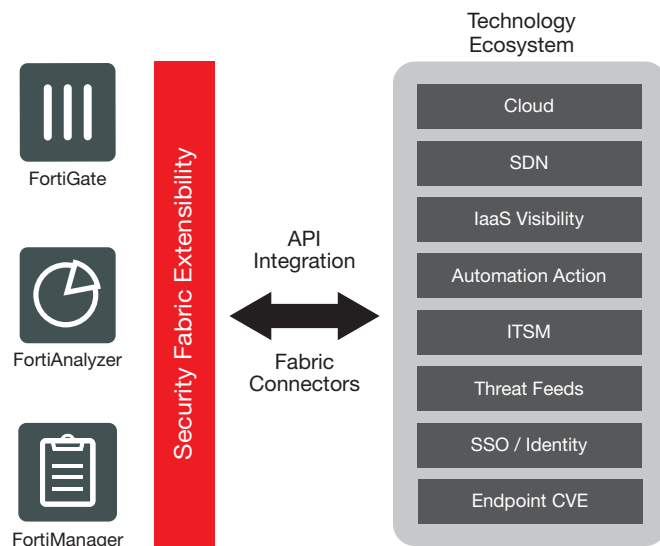 Technology
Ecosystem
FortiGate
FortiAnalyzer
FortiManager
Security Fabric Extensibility
API
Integration
Fabric
Connectors
Cloud
SDN
IaaS Visibility
Automation Action
ITSM
Threat Feeds
SSO / Identity
Endpoint CVE